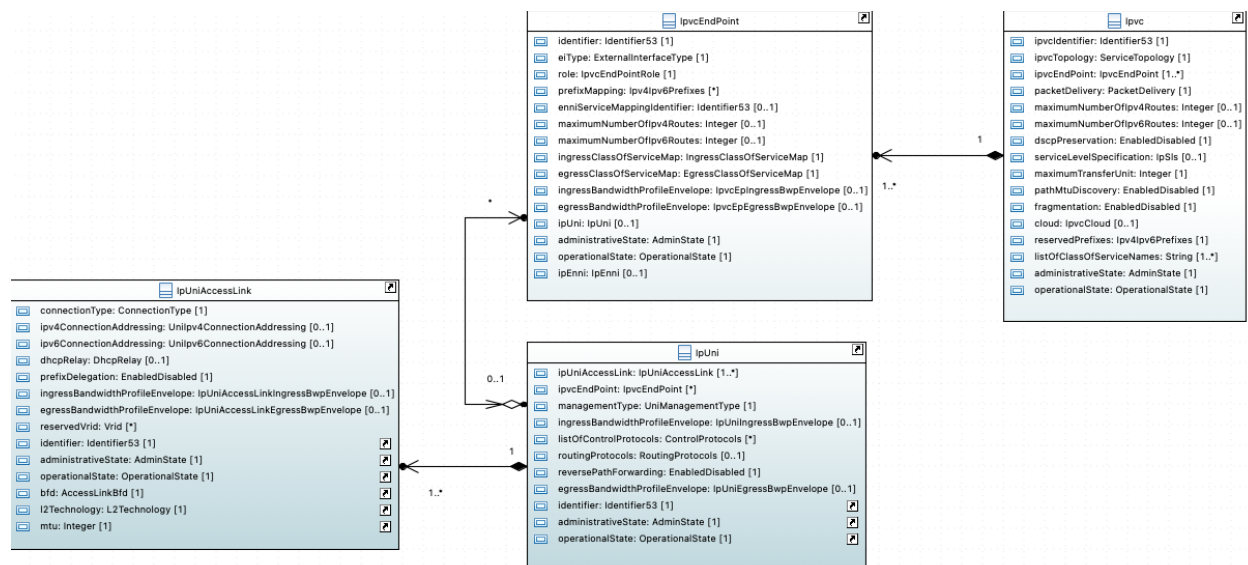 IpvcEndPoint
identifier: Identifier53 [1]
eiType: ExternalInterfaceType [1]
role: IpvcEndPointRole [1]
prefixMapping: Ipv4Ipv6Prefixes [*]
enniServiceMappingIdentifier: Identifier53 [0..1]
maximumNumberOfIpv4Routes: Integer [0..1]
maximumNumberOfIpv6Routes: Integer [0..1]
ingressClassOfServiceMap: IngressClassOfServiceMap [1]
egressClassOfServiceMap: EgressClassOfServiceMap [1]
ingressBandwidthProfileEnvelope: IpvcEpIngressBwpEnvelope [0..1]
egressBandwidthProfileEnvelope: IpvcEpEgressBwpEnvelope [0..1]
ipUni: IpUni [0..1]
administrativeState: AdminState [1]
operationalState: OperationalState [1]
ipEnni: IpEnni [0..1]
Ipvc
ipvcIdentifier: Identifier53 [1]
ipvcTopology: ServiceTopology [1]
ipvcEndPoint: IpvcEndPoint [1..*]
packetDelivery: PacketDelivery [1]
maximumNumberOfIpv4Routes: Integer [0..1]
maximumNumberOfIpv6Routes: Integer [0..1]
dscpPreservation: EnabledDisabled [1]
serviceLevelSpecification: IpSls [0..1]
maximumTransferUnit: Integer [1]
pathMtuDiscovery: EnabledDisabled [1]
fragmentation: EnabledDisabled [1]
cloud: IpvcCloud [0..1]
reservedPrefixes: Ipv4Ipv6Prefixes [1]
listOfClassOfServiceNames: String [1..*]
administrativeState: AdminState [1]
operationalState: OperationalState [1]
1
1..*
*
0..1
IpUniAccessLink
connectionType: ConnectionType [1]
ipv4ConnectionAddressing: UniIpv4ConnectionAddressing [0..1]
ipv6ConnectionAddressing: UniIpv6ConnectionAddressing [0..1]
dhcpRelay: DhcpRelay [0..1]
prefixDelegation: EnabledDisabled [1]
ingressBandwidthProfileEnvelope: IpUniAccessLinkIngressBwpEnvelope [0..1]
egressBandwidthProfileEnvelope: IpUniAccessLinkEgressBwpEnvelope [0..1]
reservedVrid: Vrid [*]
identifier: Identifier53 [1]
administrativeState: AdminState [1]
operationalState: OperationalState [1]
bfd: AccessLinkBfd [1]
l2Technology: L2Technology [1]
mtu: Integer [1]
1
1..*
IpUni
ipUniAccessLink: IpUniAccessLink [1..*]
ipvcEndPoint: IpvcEndPoint [*]
managementType: UniManagementType [1]
ingressBandwidthProfileEnvelope: IpUniIngressBwpEnvelope [0..1]
listOfControlProtocols: ControlProtocols [*]
routingProtocols: RoutingProtocols [0..1]
reversePathForwarding: EnabledDisabled [1]
egressBandwidthProfileEnvelope: IpUniEgressBwpEnvelope [0..1]
identifier: Identifier53 [1]
administrativeState: AdminState [1]
operationalState: OperationalState [1]